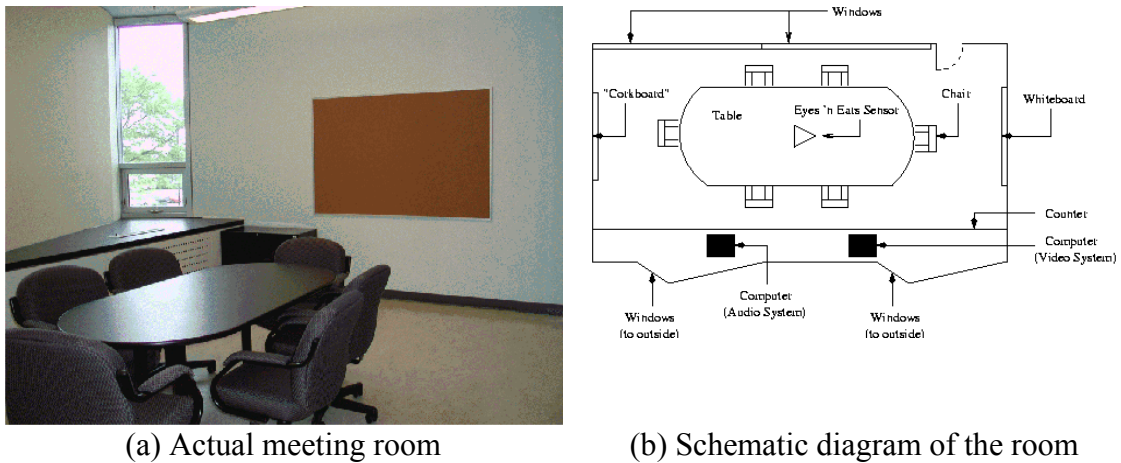 Windows
"Corkboard"
Table
Eyes 'n Ears Sensor
Chair
Whiteboard
Counter
Computer
(Video System)
Computer
(Audio System)
Windows
(to outside)
Windows
(to outside)
(a) Actual meeting room
(b) Schematic diagram of the room